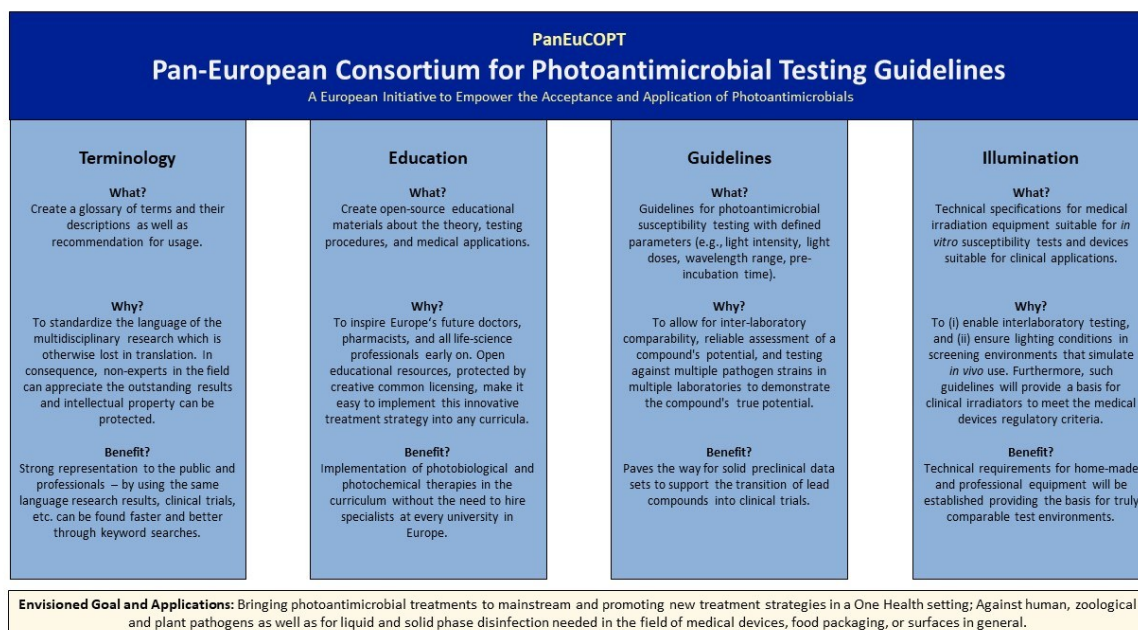 PanEuCOPT
Pan-European Consortium for Photoantimicrobial Testing Guidelines
A European Initiative to Empower the Acceptance and Application of Photoantimicrobials
Terminology
What?
Create a glossary of terms and their
descriptions as well as
recommendation for usage.
Why?
To standardize the language of the
multidisciplinary research which is
otherwise lost in translation. In
consequence, non-experts in the field
can appreciate the outstanding results
and intellectual property can be
protected.
Benefit?
Strong representation to the public and
professionals – by using the same
language research results, clinical trials,
etc. can be found faster and better
through keyword searches.
Education
What?
Create open-source educational
materials about the theory, testing
procedures, and medical applications.
Why?
To inspire Europe‘s future doctors,
pharmacists, and all life-science
professionals early on. Open
educational resources, protected by
creative common licensing, make it
easy to implement this innovative
treatment strategy into any curricula.
Benefit?
Implementation of photobiological and
photochemical therapies in the
curriculum without the need to hire
specialists at every university in
Europe.
Guidelines
What?
Guidelines for photoantimicrobial
susceptibility testing with defined
parameters (e.g., light intensity, light
doses, wavelength range, pre-
incubation time).
Why?
To allow for inter-laboratory
comparability, reliable assessment of a
compound's potential, and testing
against multiple pathogen strains in
multiple laboratories to demonstrate
the compound's true potential.
Benefit?
Paves the way for solid preclinical data
sets to support the transition of lead
compounds into clinical trials.
Illumination
What?
Technical specifications for medical
irradiation equipment suitable for in
vitro susceptibility tests and devices
suitable for clinical applications.
Why?
To (i) enable interlaboratory testing,
and (ii) ensure lighting conditions in
screening environments that simulate
in vivo use. Furthermore, such
guidelines will provide a basis for
clinical irradiators to meet the medical
devices regulatory criteria.
Benefit?
Technical requirements for home-made
and professional equipment will be
established providing the basis for truly
comparable test environments.
Envisioned Goal and Applications: Bringing photoantimicrobial treatments to mainstream and promoting new treatment strategies in a One Health setting; Against human, zoological
and plant pathogens as well as for liquid and solid phase disinfection needed in the field of medical devices, food packaging, or surfaces in general.